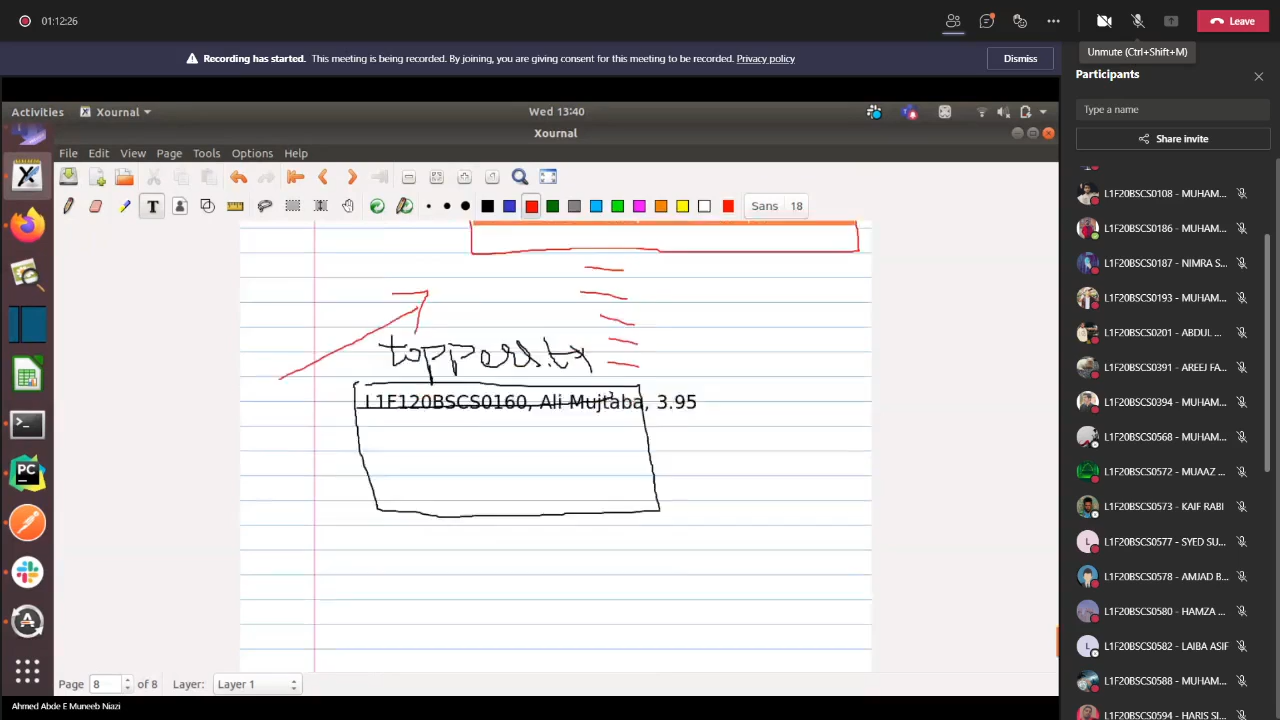 01:12:26
Leave
Recording has started. This meeting is being recorded. By joining, you are giving consent for this meeting to be recorded. Privacy policy
Dismiss
Unmute (Ctrl+Shift+M)
Participants
Type a name
Share invite
Activities
Xournal
Wed 13:40
Xournal
File Edit View Page Tools Options Help
T
Sans 18
toppers.tx
L1F120BSCS0160, Ali Mujtaba, 3.95
Page 8 of 8 Layer: Layer 1
Ahmed Abde E Muneeb Niazi
L1F20BSCS0108 - MUHAM...
L1F20BSCS0186 - MUHAM...
L1F20BSCS0187 - NIMRA S...
L1F20BSCS0193 - MUHAM...
L1F20BSCS0201 - ABDUL ...
L1F20BSCS0391 - AREEJ FA...
L1F20BSCS0394 - MUHAM...
L1F20BSCS0568 - MUHAM...
L1F20BSCS0572 - MUAAZ ...
L1F20BSCS0573 - KAIF RABI
L1F20BSCS0577 - SYED SU...
L1F20BSCS0578 - AMJAD B...
L1F20BSCS0580 - HAMZA ...
L1F20BSCS0582 - LAIBA ASIF
L1F20BSCS0588 - MUHAM...
L1F20BSCS0594 - HARIS SI...